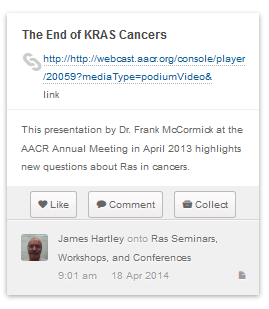 The End of KRAS Cancers
http://http://webcast.aacr.org/console/player
/20059?mediaType=podiumVideo&
link
This presentation by Dr. Frank McCormick at the
AACR Annual Meeting in April 2013 highlights
new questions about Ras in cancers.
Like Comment Collect
James Hartley onto Ras Seminars,
Workshops, and Conferences
9:01 am 18 Apr 2014